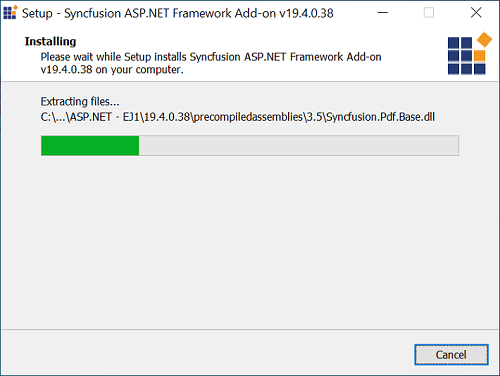 Setup - Syncfusion ASP.NET Framework Add-on v19.4.0.38
Installing
Please wait while Setup installs Syncfusion ASP.NET Framework Add-on
v19.4.0.38 on your computer.
Extracting files...
C:\...\ASP.NET - EJ1\19.4.0.38\precompiledassemblies\3.5\Syncfusion.Pdf.Base.dll
Cancel